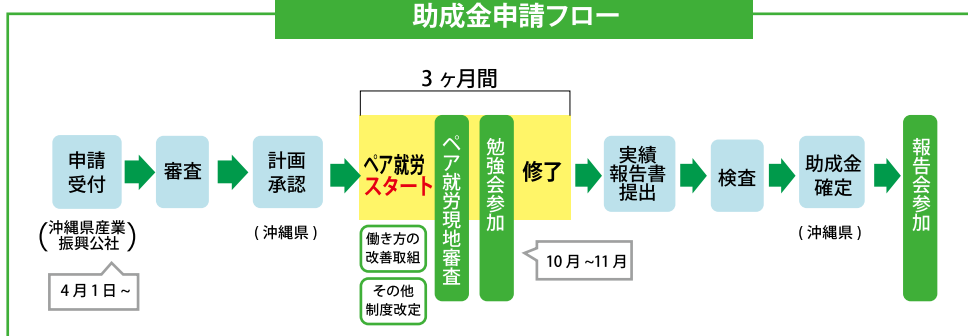 助成金申請フロー
3ヶ月間
申請
受付
審査
計画
承認
ペア就労
スタート
ペア就労現地審査
勉強会参加
修了
実績
報告書
提出
検査
助成金
確定
報告会参加
(沖縄県産業
振興公社)
(沖縄県)
(沖縄県)
働き方の
改善取組
その他
制度改定
4月1日~
10月~11月